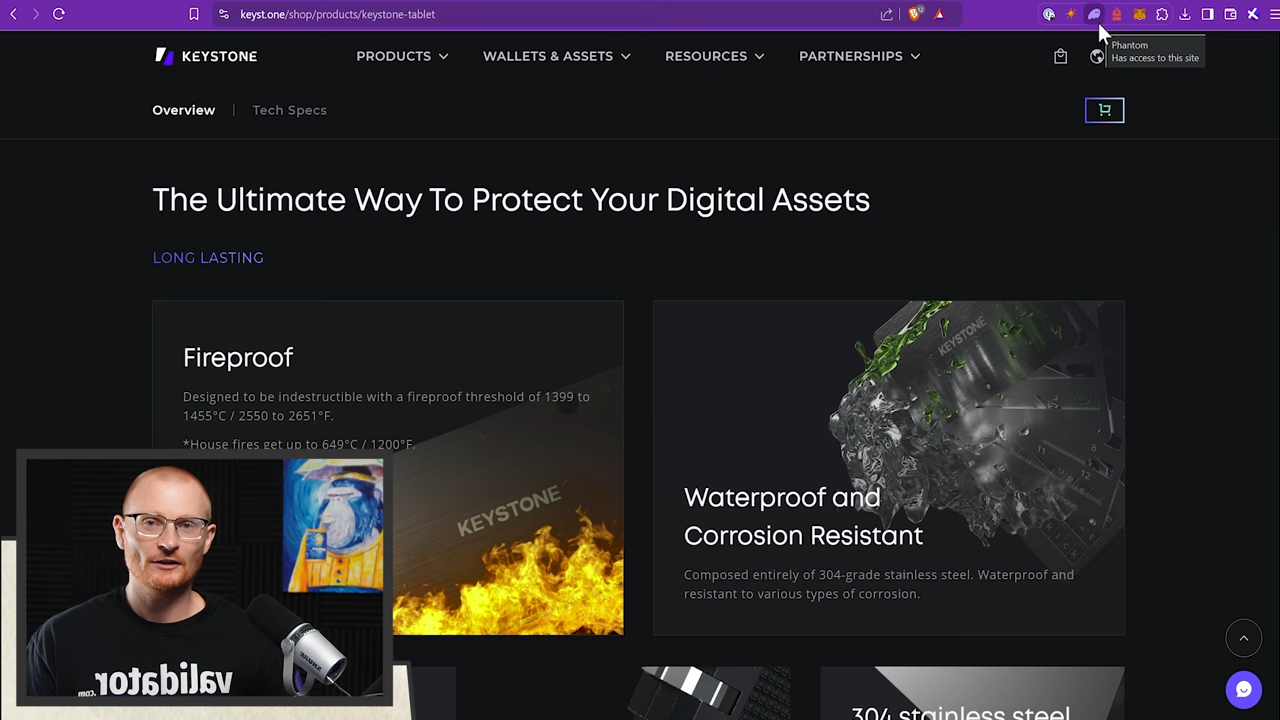 keyst.one/shop/products/keystone-tablet
12
Phantom
Has access to this site
KEYSTONE
PRODUCTS
WALLETS & ASSETS
RESOURCES
PARTNERSHIPS
Overview | Tech Specs
The Ultimate Way To Protect Your Digital Assets
LONG LASTING
Fireproof
Designed to be indestructible with a fireproof threshold of 1399 to
1455°C / 2550 to 2651°F.
*House fires get up to 649°C / 1200°F.
KEYSTONE
KEYSTONE
Waterproof and
Corrosion Resistant
Composed entirely of 304-grade stainless steel. Waterproof and
resistant to various types of corrosion.
validator.com
SHURE
304 stainless steel